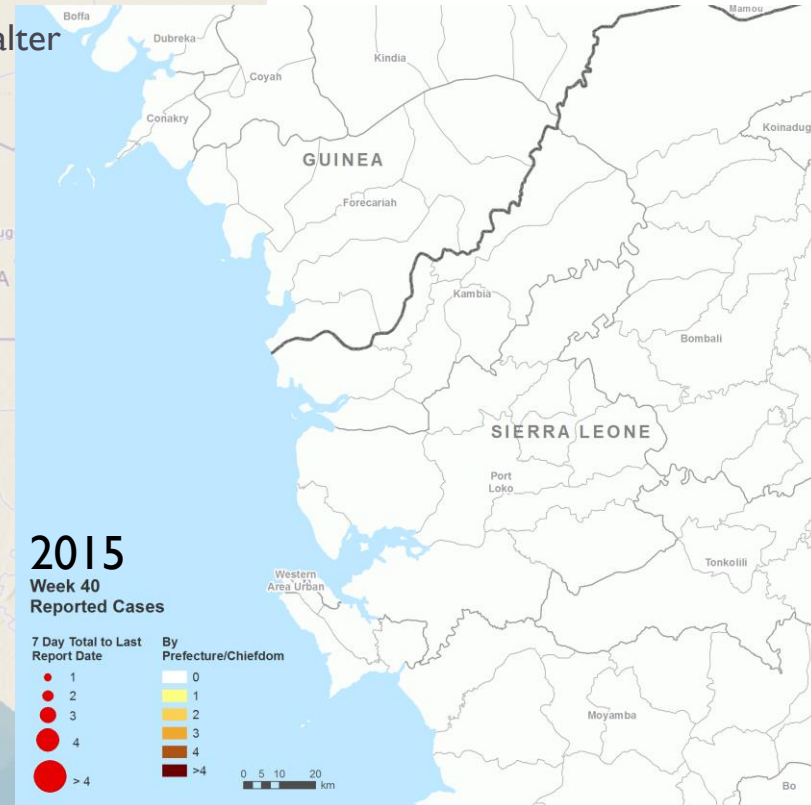 alter
Boffa
Dubreka
Kindia
Mamou
Coyah
Conakry
Koinadug
GUINEA
Forecariah
Kambia
Bombali
SIERRA LEONE
Port
Loko
Western
Area Urban
Tonkolili
Moyamba
Bo
2015
Week 40
Reported Cases
7 Day Total to Last
Report Date
1
2
3
4
> 4
By
Prefecture/Chiefdom
0
1
2
3
4
>4
0 5 10 20
km